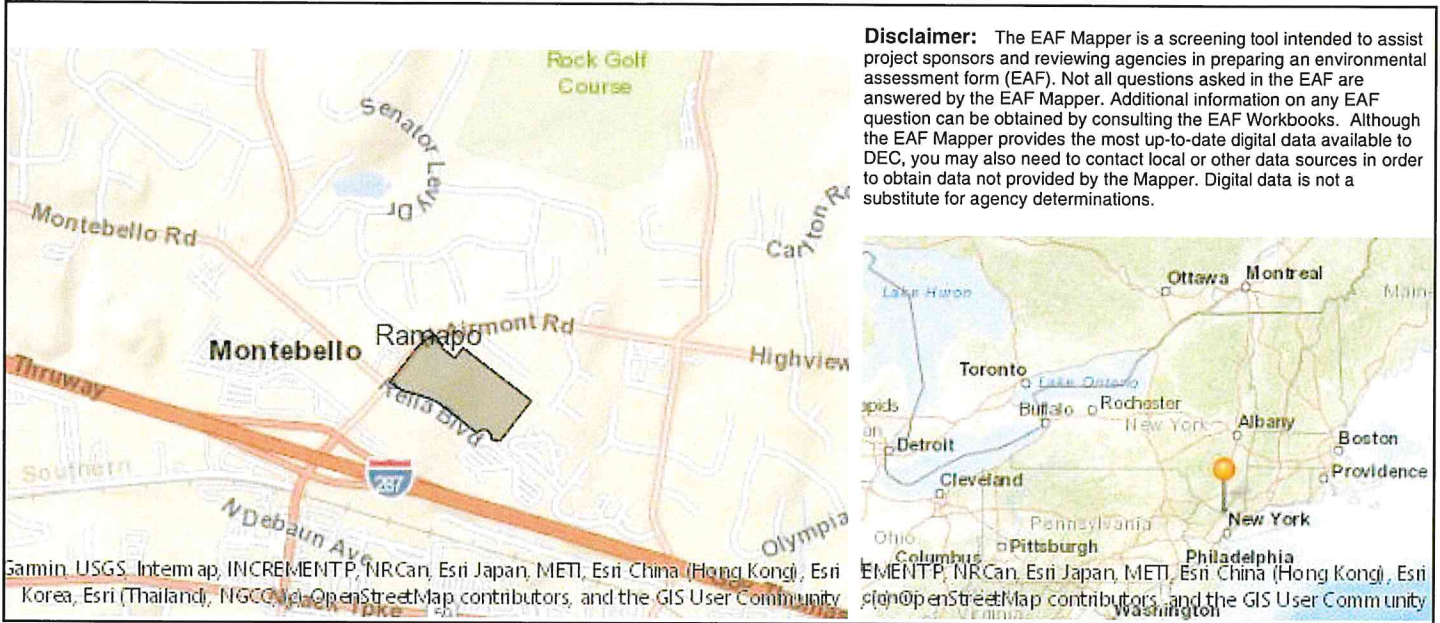 Disclaimer: The EAF Mapper is a screening tool intended to assist
project sponsors and reviewing agencies in preparing an environmental
assessment form (EAF). Not all questions asked in the EAF are
answered by the EAF Mapper. Additional information on any EAF
question can be obtained by consulting the EAF Workbooks. Although
the EAF Mapper provides the most up-to-date digital data available to
DEC, you may also need to contact local or other data sources in order
to obtain data not provided by the Mapper. Digital data is not a
substitute for agency determinations.
Rock Golf
Course
Senator Levy Dr
Montebello Rd
Carlton Rd
Ramapo
Airmont Rd
Montebello
Highview
Thruway
Tella Blvd
Southern
287
N Debaun Ave
Olympia
Garmin, USGS, Intermap, INCREMENT P, NRCan, Esri Japan, METI, Esri China (Hong Kong), Esri
Korea, Esri (Thailand), NGCC, (c) OpenStreetMap contributors, and the GIS User Community
Ottawa
Montreal
Lake Huron
Toronto
Lake Ontario
Buffalo
Rochester
apids
New York
Albany
Detroit
Boston
Cleveland
Providence
Pennsylvania
New York
Ohio
Columbus
Pittsburgh
Philadelphia
EMENT P, NRCan, Esri Japan, METI, Esri China (Hong Kong), Esri
(c) OpenStreetMap contributors, and the GIS User Community
Virginia
Washington